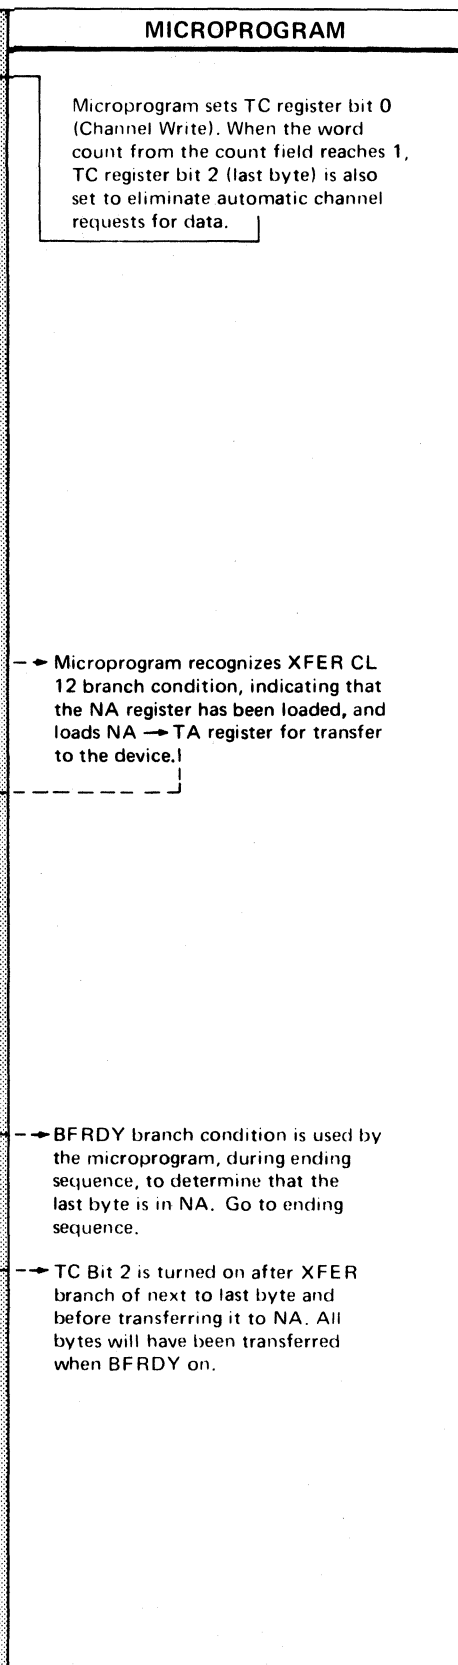 MICROPROGRAM
Microprogram sets TC register bit 0
(Channel Write). When the word
count from the count field reaches 1,
TC register bit 2 (last byte) is also
set to eliminate automatic channel
requests for data.
Microprogram recognizes XFER CL
12 branch condition, indicating that
the NA register has been loaded, and
loads NA → TA register for transfer
to the device.
BFRDY branch condition is used by
the microprogram, during ending
sequence, to determine that the
last byte is in NA. Go to ending
sequence.
TC Bit 2 is turned on after XFER
branch of next to last byte and
before transferring it to NA. All
bytes will have been transferred
when BFRDY on.